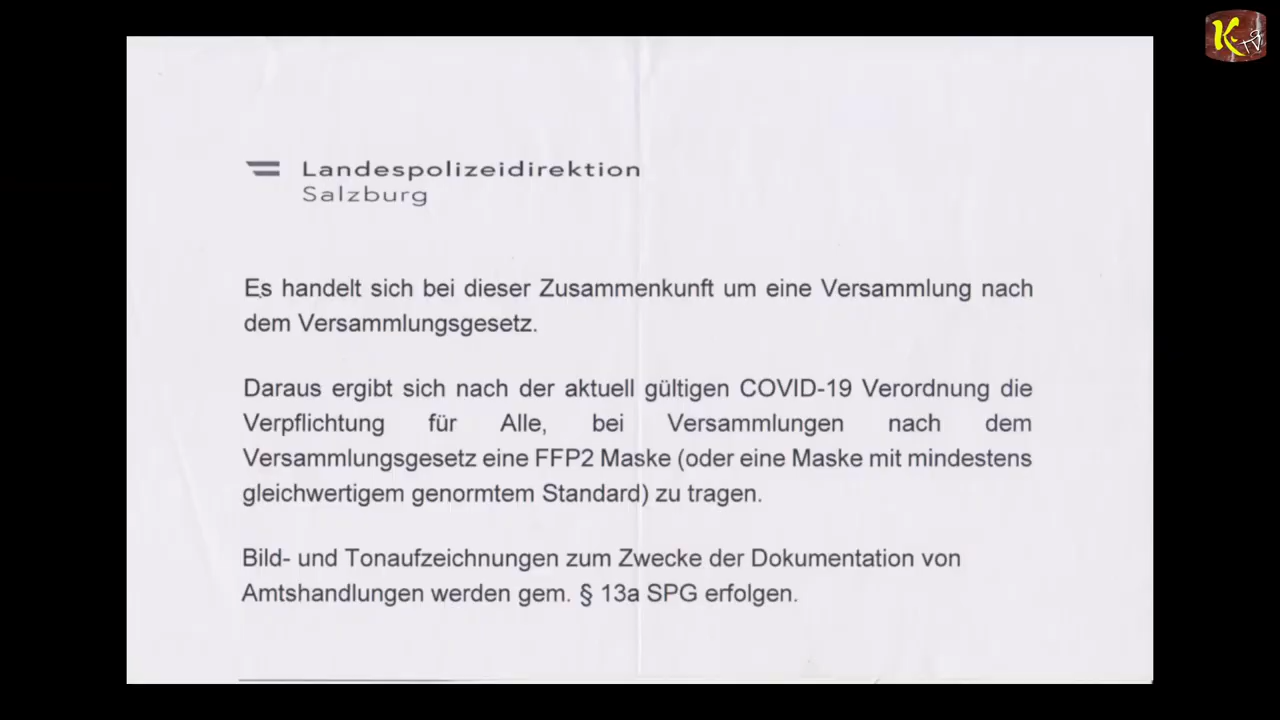 K TV
Landespolizeidirektion
Salzburg
Es handelt sich bei dieser Zusammenkunft um eine Versammlung nach
dem Versammlungsgesetz.
Daraus ergibt sich nach der aktuell gültigen COVID-19 Verordnung die
Verpflichtung für Alle, bei Versammlungen nach dem
Versammlungsgesetz eine FFP2 Maske (oder eine Maske mit mindestens
gleichwertigem genormtem Standard) zu tragen.
Bild- und Tonaufzeichnungen zum Zwecke der Dokumentation von
Amtshandlungen werden gem. § 13a SPG erfolgen.